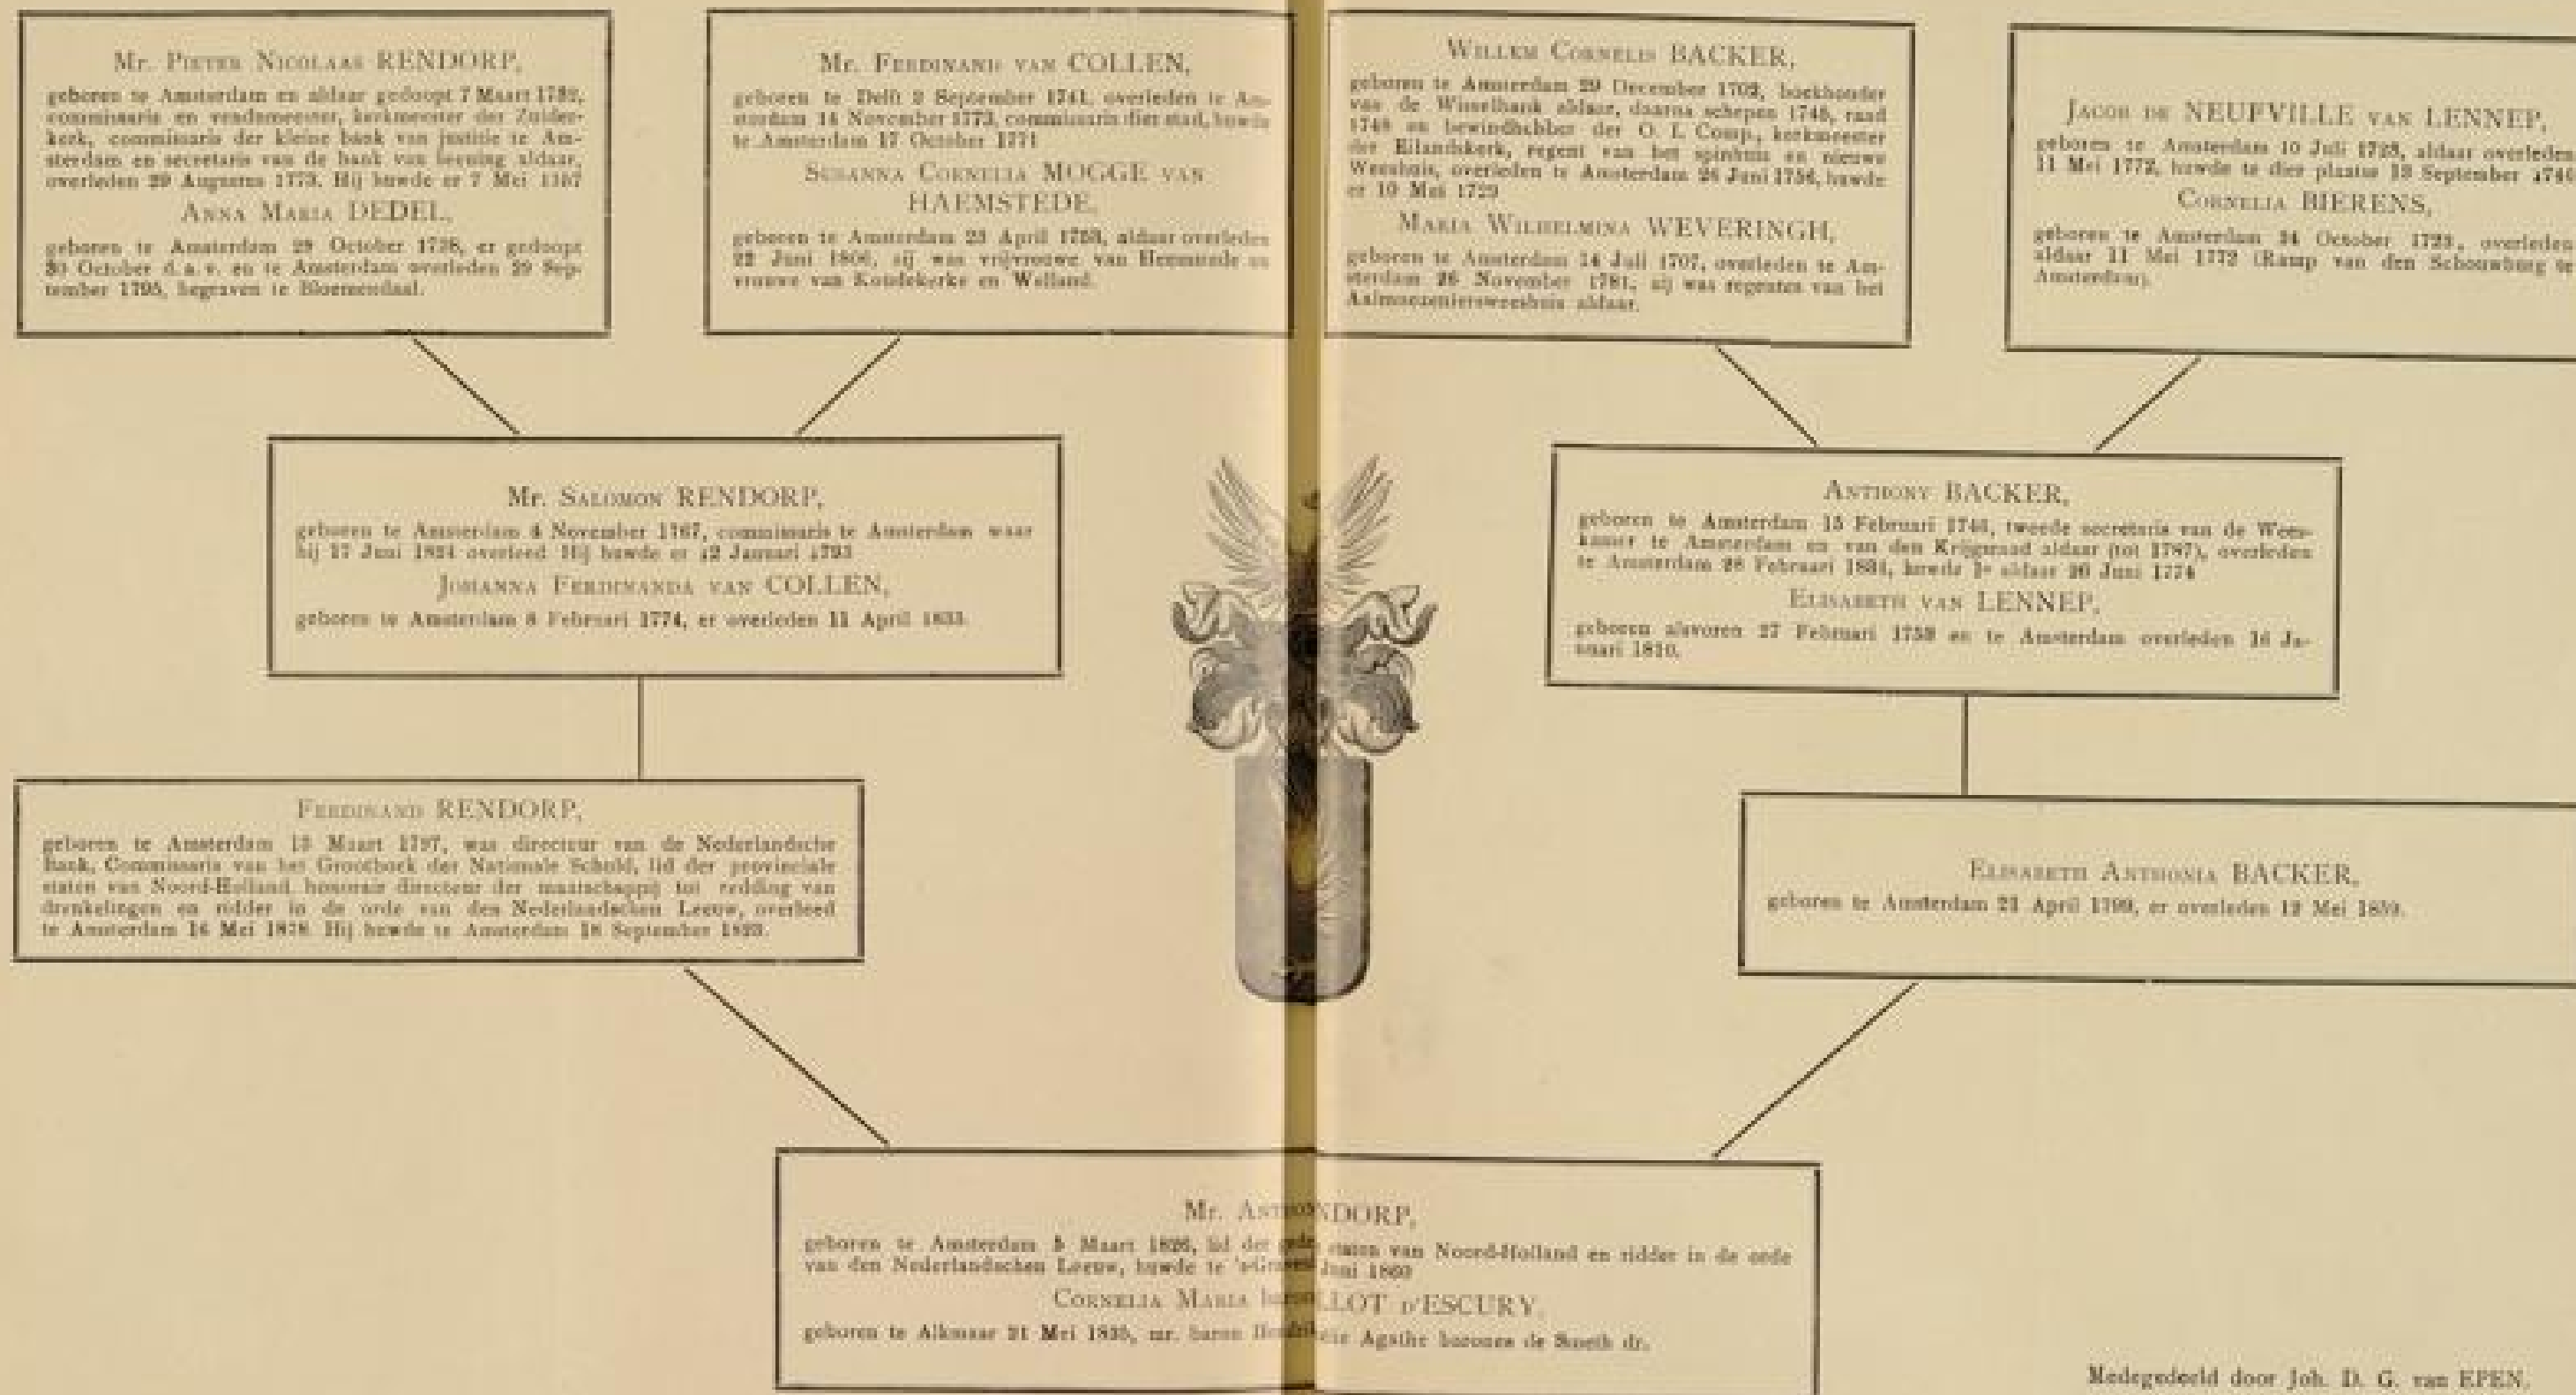 Mr. PIETER NICOLAAS RENDORP,
geboren te Amsterdam en aldaar gedoopt 7 Maart 1732,
commissaris en vendumeester, kerkmeester der Zuider-
kerk, commissaris der kleine bank van justitie te Am-
sterdam en secretaris van de bank van leening aldaar,
overleden 29 Augustus 1773. Hij huwde er 7 Mei 1757
ANNA MARIA DEDEL,
geboren te Amsterdam 29 October 1736, er gedoopt
30 October d. a. v. en te Amsterdam overleden 29 Sep-
tember 1795, begraven te Bloemendaal.
Mr. FERDINAND VAN COLLEN,
geboren te Delft 2 September 1741, overleden te Am-
sterdam 14 November 1773, commissaris dier stad, huwde
te Amsterdam 17 October 1771
SUSANNA CORNELIA MOGGE VAN
HAEMSTEDE,
geboren te Amsterdam 23 April 1753, aldaar overleden
22 Juni 1806, zij was vrijvrouwe van Heemstede en
vrouwe van Koudekerke en Welland.
WILLEM CORNELIS BACKER,
geboren te Amsterdam 29 December 1702, boekhouder
van de Wisselbank aldaar, daarna schepen 1745, raad
1748 en bewindhebber der O. I. Comp., kerkmeester
der Eilandskerk, regent van het spinhuis en nieuwe
Weeshuis, overleden te Amsterdam 24 Juni 1756, huwde
er 10 Mei 1729
MARIA WILHELMINA WEVERINGH,
geboren te Amsterdam 14 Juli 1707, overleden te Am-
sterdam 26 November 1781, zij was regentes van het
Aalmoezeniersweeshuis aldaar.
JACOB DE NEUFVILLE VAN LENNEP,
geboren te Amsterdam 10 Juli 1723, aldaar overleden
11 Mei 1772, huwde te dier plaatse 13 September 1746
CORNELIA BIERENS,
geboren te Amsterdam 24 October 1723, overleden
aldaar 11 Mei 1772 (Ramp van den Schouwburg te
Amsterdam).
Mr. SALOMON RENDORP,
geboren te Amsterdam 4 November 1767, commissaris te Amsterdam waar
hij 17 Juni 1824 overleed. Hij huwde er 12 Januari 1793
JOHANNA FERDINANDA VAN COLLEN,
geboren te Amsterdam 8 Februari 1774, er overleden 11 April 1833.
ANTHONY BACKER,
geboren te Amsterdam 15 Februari tweede secretaris van de Wees-
kamer te Amsterdam en van den Krijgsraad aldaar (tot 1787), overleden
te Amsterdam 28 Februari huwde 1e aldaar 26 Juni 1774
ELISABETH VAN LENNEP,
geboren alsvoren 27 Februari en te Amsterdam overleden 16 Ja-
nuari 1810.
FERDINAND RENDORP,
geboren te Amsterdam 13 Maart 1797, was directeur van de Nederlandsche
Bank, Commissaris van het Grootboek der Nationale Schuld, lid der provinciale
staten van Noord-Holland, honorair directeur der maatschappij tot redding van
drenkelingen en ridder in de orde van den Nederlandschen Leeuw, overleed
te Amsterdam 16 Mei 1878. Hij huwde te Amsterdam 18 September 1823.
ELISABETH ANTHONIA BACKER,
geboren te Amsterdam 21 April 1799, er overleden 12 Mei 1859.
Mr. NDORP,
geboren te Amsterdam 5 Maart 1826, lid der staten van Noord-Holland en ridder in de orde
van den Nederlandschen Leeuw, huwde te Juni 1860
CORNELIA MARIA LLOT D'ESCURY,
geboren te Alkmaar 21 Mei 1835, mr. baron Agathe barones de Smeth dr.
Medegedeeld door Joh. D. G. van EPEN.